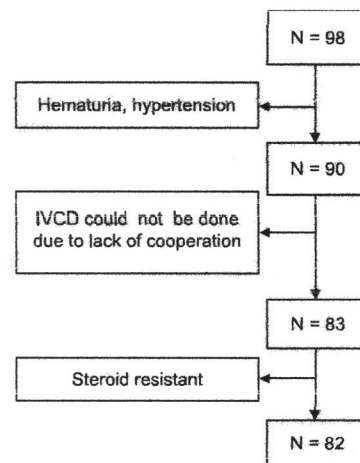 N = 98
Hematuria, hypertension
N = 90
IVCD could not be done
due to lack of cooperation
N = 83
Steroid resistant
N = 82